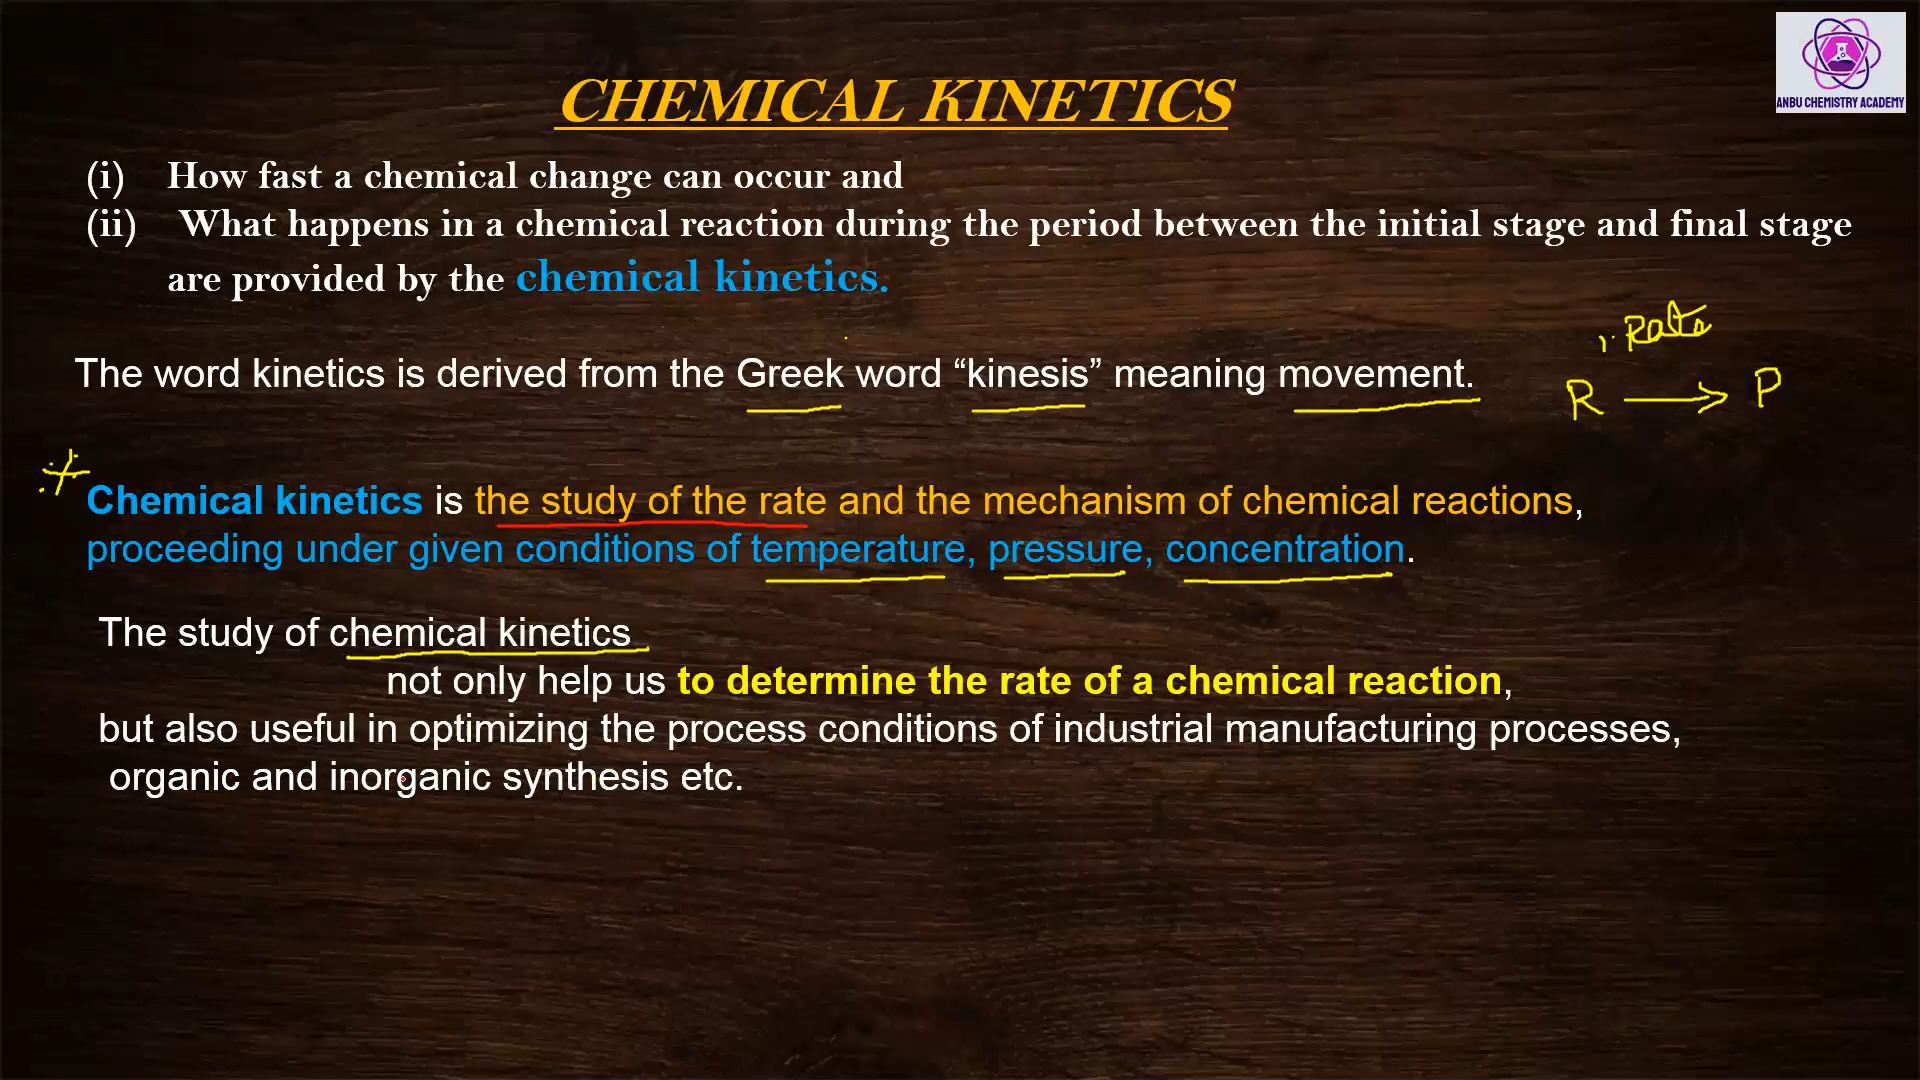 ANBU CHEMISTRY ACADEMY
CHEMICAL KINETICS
(i) How fast a chemical change can occur and
(ii) What happens in a chemical reaction during the period between the initial stage and final stage
are provided by the chemical kinetics.
Rate
The word kinetics is derived from the Greek word “kinesis” meaning movement.
R → P
Chemical kinetics is the study of the rate and the mechanism of chemical reactions,
proceeding under given conditions of temperature, pressure, concentration.
The study of chemical kinetics
not only help us to determine the rate of a chemical reaction,
but also useful in optimizing the process conditions of industrial manufacturing processes,
organic and inorganic synthesis etc.